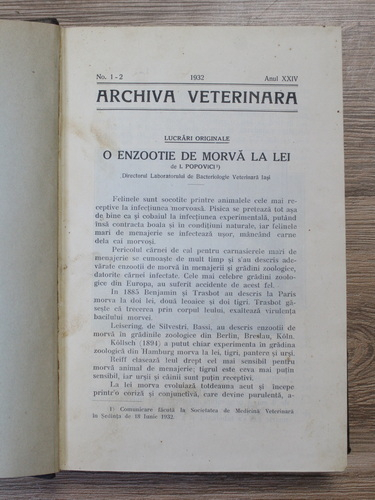 No. 1-2 1932 Anul XXIV
ARCHIVA VETERINARA
LUCRĂRI ORIGINALE
O ENZOOTIE DE MORVĂ LA LEI
de I. POPOVICI¹)
Directorul Laboratorului de Bacteriologie Veterinară Iași
Felinele sunt socotite printre animalele cele mai re-
ceptive la infecțiunea morvoasă. Pisica se pretează tot așa
de bine ca și cobaiul la infecțiunea experimentală, putând
însă contracta boala și în condițiuni naturale, iar felinele
mari de menajerie se infectează ușor, mâncând carne
dela cai morvoși.
Pericolul cărnei de cal pentru carnasierele mari de
menajerie se cunoaște de mult timp și s'au descris ade-
vărate enzootii de morvă în menajerii și grădini zoologice,
datorite cărnei infectate. Cele mai celebre grădini zoolo-
gice din Europa, au suferit accidente de acest fel.
In 1885 Benjamin și Trasbot au descris la Paris
morva la doi lei, două leoaice și doi tigri. Trasbot gă-
sește că trecerea prin corpul leului, exaitează virulența
bacilului morvei.
Leisering, de Silvestri, Bassi, au descris enzootii de
morvă în grădinile zoologice din Berlin, Breslau, Köln.
Köllisch (1894) a putut chiar experimenta în grădina
zoologică din Hamburg morva la lei, tigri, pantere și urși.
Reiff clasează leul drept cel mai sensibil pentru
morvă animal de menajerie; tigrul este ceva mai puțin
sensibil, iar urșii și câinii sunt puțin receptivi.
La lei morva evoluiază totdeauna acut și începe
printr'o coriză și conjunctivă, care devine purulentă, a-
1) Comunicare făcută la Societatea de Medicină Veterinară
în Ședința de 19 Iunie 1932.